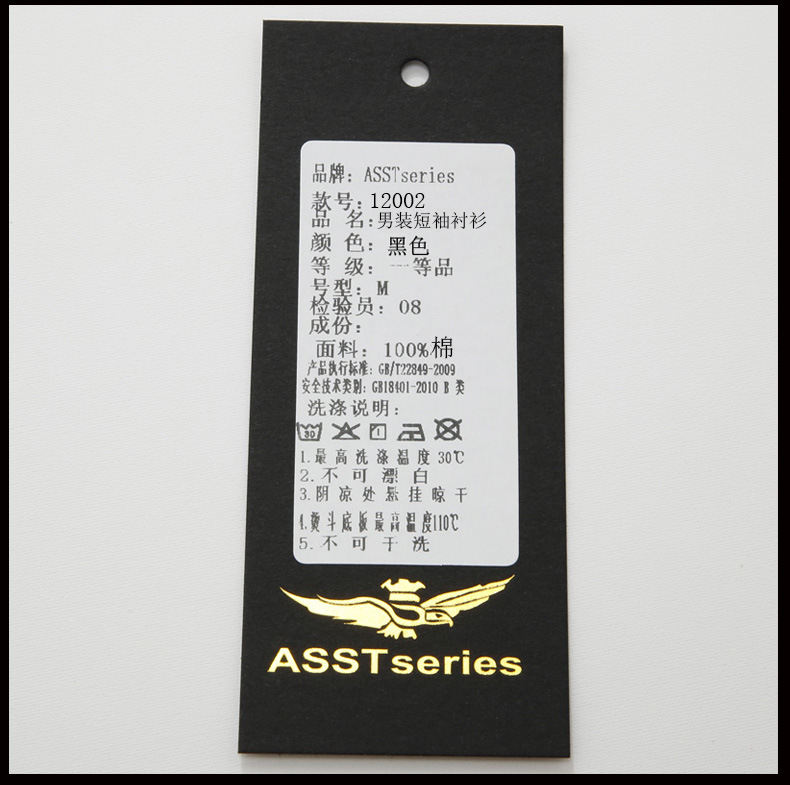 品牌：ASSTseries
款号：12002
品 名：男装短袖衬衫
颜 色：黑色
等 级：一等品
号型：M
检验员：08
成份：
面料：100%棉
产品执行标准：GB/T22849-2009
安全技术类别：GB18401-2010 B 类
洗涤说明：
30
1.最高洗涤温度30℃
2.不可漂白
3.阴凉处悬挂晾干
4.熨斗底板最高温度110℃
5.不可干洗
ASSTseries